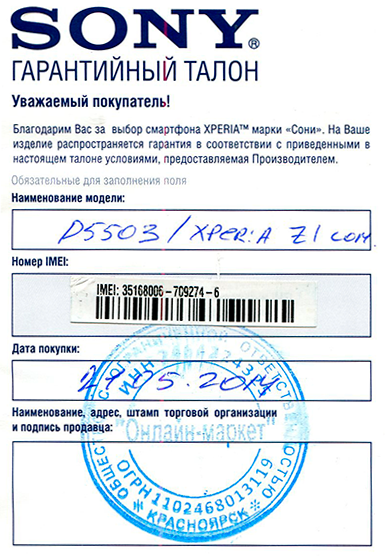 SONY®
ГАРАНТИЙНЫЙ ТАЛОН
Уважаемый покупатель!
Благодарим Вас за выбор смартфона XPERIA™ марки «Сони». На Ваше
изделие распространяется гарантия в соответствии с приведенными в
настоящем талоне условиями, предоставляемая Производителем.
Обязательные для заполнения поля
Наименование модели:
D5503/XPERIA Z1 com.
Номер IMEI:
IMEI: 35168006-709274-6
Дата покупки:
05.2014
Наименование, адрес, штамп торговой организации
и подпись продавца:
"Онлайн-маркет"
ОГРН 1102468013119
* КРАСНОЯРСК *